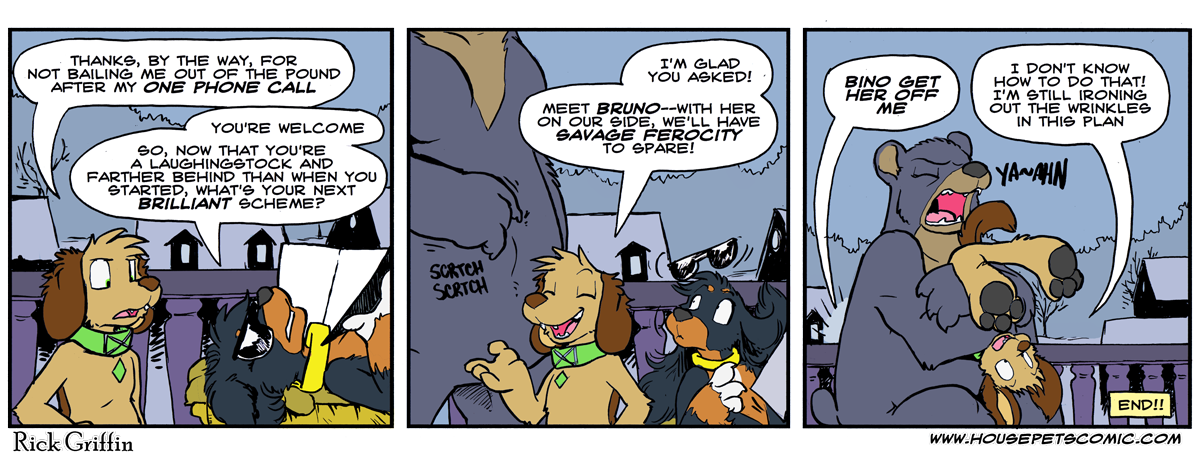 THANKS, BY THE WAY, FOR
NOT BAILING ME OUT OF THE POUND
AFTER MY ONE PHONE CALL
YOU'RE WELCOME
SO, NOW THAT YOU'RE
A LAUGHINGSTOCK AND
FARTHER BEHIND THAN WHEN YOU
STARTED, WHAT'S YOUR NEXT
BRILLIANT SCHEME?
I'M GLAD
YOU ASKED!
MEET BRUNO--WITH HER
ON OUR SIDE, WE'LL HAVE
SAVAGE FEROCITY
TO SPARE!
SCRTCH
SCRTCH
BINO GET
HER OFF
ME
I DON'T KNOW
HOW TO DO THAT!
I'M STILL IRONING
OUT THE WRINKLES
IN THIS PLAN
YA~AHN
END!!
Rick Griffin
WWW.HOUSEPETSCOMIC.COM